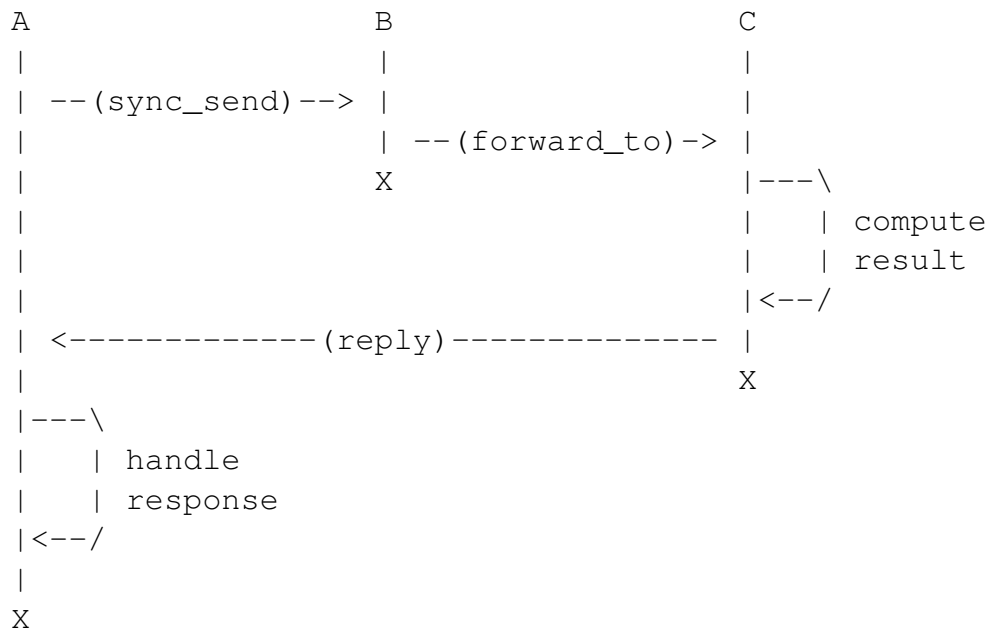 A B C
| | |
| --(sync_send)--> | |
| | --(forward_to)-> |
| X |---\
| | | compute
| | | result
| |<--/
| <-------------(reply)-------------- |
| X
|---\
| | handle
| | response
|<--/
|
X